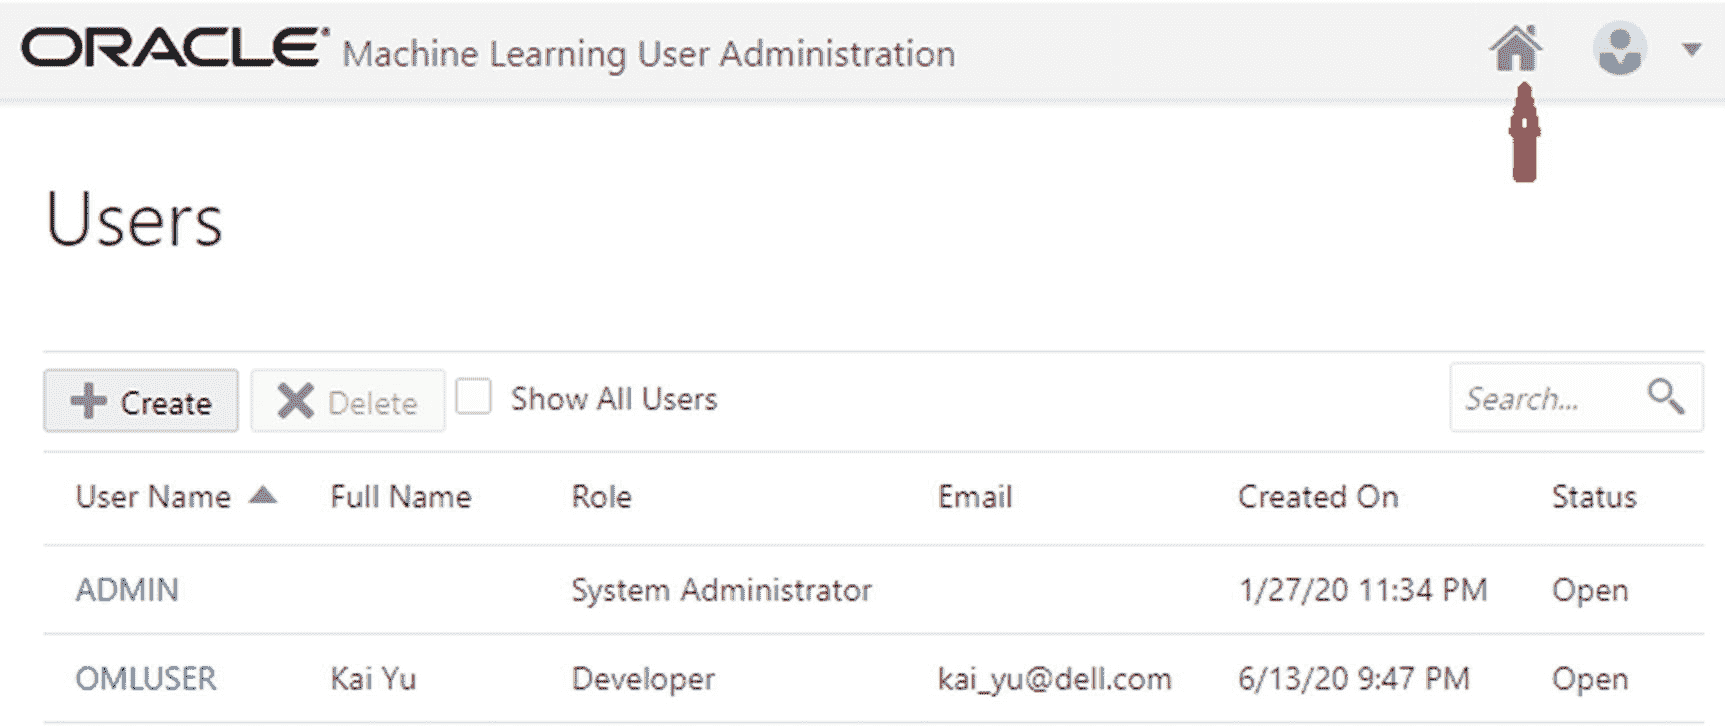 ORACLE® Machine Learning User Administration
Users
Create Delete Show All Users Search...
User Name Full Name Role Email Created On Status
ADMIN System Administrator 1/27/20 11:34 PM Open
OMLUSER Kai Yu Developer kai_yu@dell.com 6/13/20 9:47 PM Open